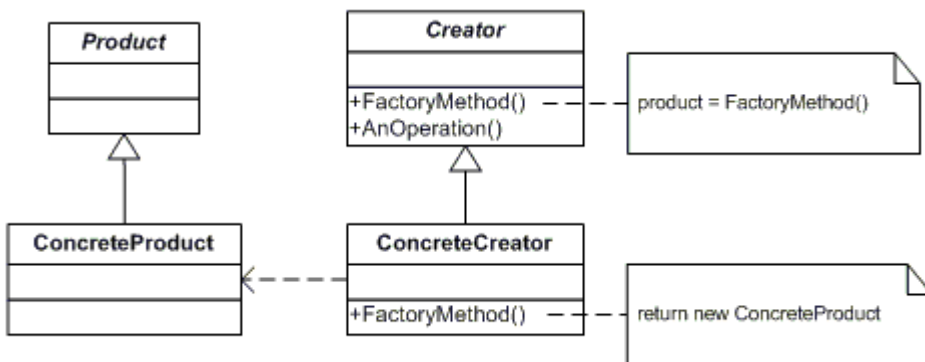 Product
Creator
+FactoryMethod()
+AnOperation()
product = FactoryMethod()
ConcreteProduct
ConcreteCreator
+FactoryMethod()
return new ConcreteProduct